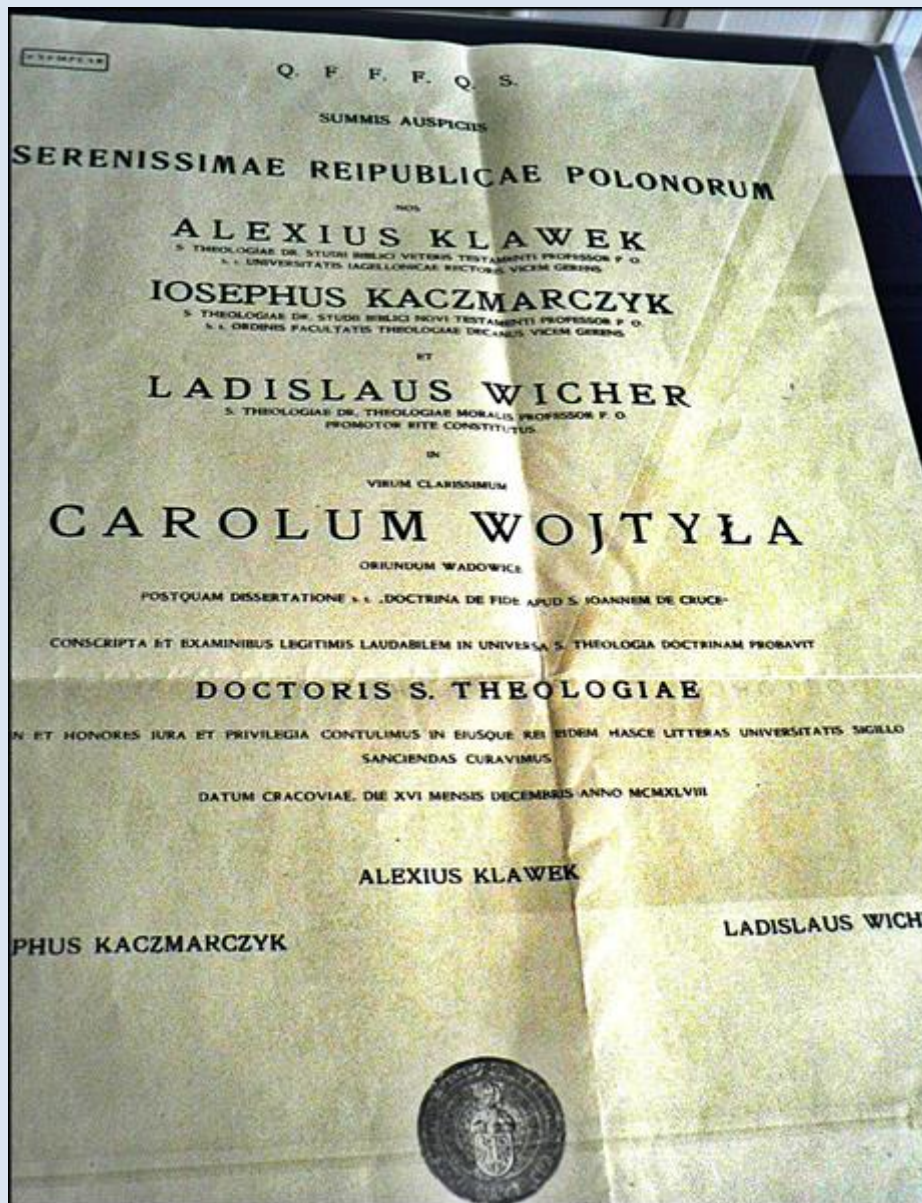 EXEMPLAR
Q. F. F. F. Q. S.
SUMMIS AUSPICIIS
SERENISSIMAE REIPUBLICAE POLONORUM
NOS
ALEXIUS KLAWEK
S. THEOLOGIAE DR. STUDII BIBLICI VETERIS TESTAMENTI PROFESSOR P. O.
h. t. UNIVERSITATIS IAGELLONICAE RECTORIS VICEM GERENS
IOSEPHUS KACZMARCZYK
S. THEOLOGIAE DR. STUDII BIBLICI NOVI TESTAMENTI PROFESSOR P. O.
h. t. ORDINIS FACULTATIS THEOLOGIAE DECANUS VICEM GERENS
ET
LADISLAUS WICHER
S. THEOLOGIAE DR. THEOLOGIAE MORALIS PROFESSOR P. O.
PROMOTOR RITE CONSTITUTUS
IN
VIRUM CLARISSIMUM
CAROLUM WOJTYŁA
ORIUNDUM WADOWICE
POSTQUAM DISSERTATIONE „DOCTRINA DE FIDE APUD S. IOANNEM DE CRUCE"
CONSCRIPTA ET EXAMINIBUS LEGITIMIS LAUDABILEM IN UNIVERSA S. THEOLOGIA DOCTRINAM PROBAVIT
DOCTORIS S. THEOLOGIAE
N ET HONORES IURA ET PRIVILEGIA CONTULIMUS IN EIUSQUE REI FIDEM HASCE LITTERAS UNIVERSITATIS SIGILLO
SANCIENDAS CURAVIMUS
DATUM CRACOVIAE, DIE XVI MENSIS DECEMBRIS ANNO MCMXLVIII
ALEXIUS KLAWEK
PHUS KACZMARCZYK
LADISLAUS WICH